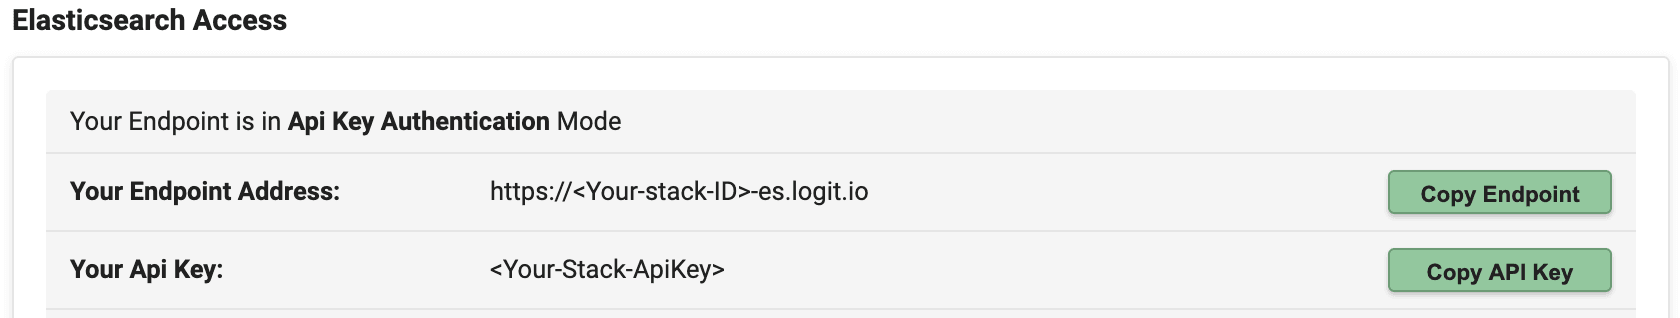 Elasticsearch Access
Your Endpoint is in Api Key Authentication Mode
Your Endpoint Address: https://<Your-stack-ID>-es.logit.io Copy Endpoint
Your Api Key: <Your-Stack-ApiKey> Copy API Key